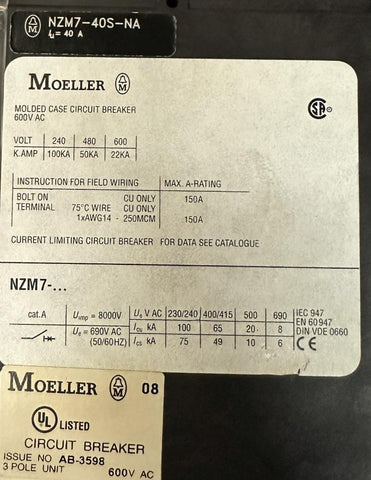 NZM7-40S-NA
Iu = 40 A
MOELLER
MOLDED CASE CIRCUIT BREAKER
600V AC
VOLT 240 480 600
K.AMP 100KA 50KA 22KA
INSTRUCTION FOR FIELD WIRING MAX. A-RATING
BOLT ON CU ONLY 150A
TERMINAL 75°C WIRE CU ONLY
1xAWG14 - 250MCM 150A
CURRENT LIMITING CIRCUIT BREAKER FOR DATA SEE CATALOGUE
NZM7-...
cat.A Uimp = 8000V Ue V AC 230/240 400/415 500 690 IEC 947
Ue = 690V AC Icu kA 100 65 20 8 EN 60947
(50/60HZ) Ics kA 75 49 10 6 DIN VDE 0660
CE
MOELLER 08
UL LISTED
CIRCUIT BREAKER
ISSUE NO AB-3598
3 POLE UNIT 600V AC